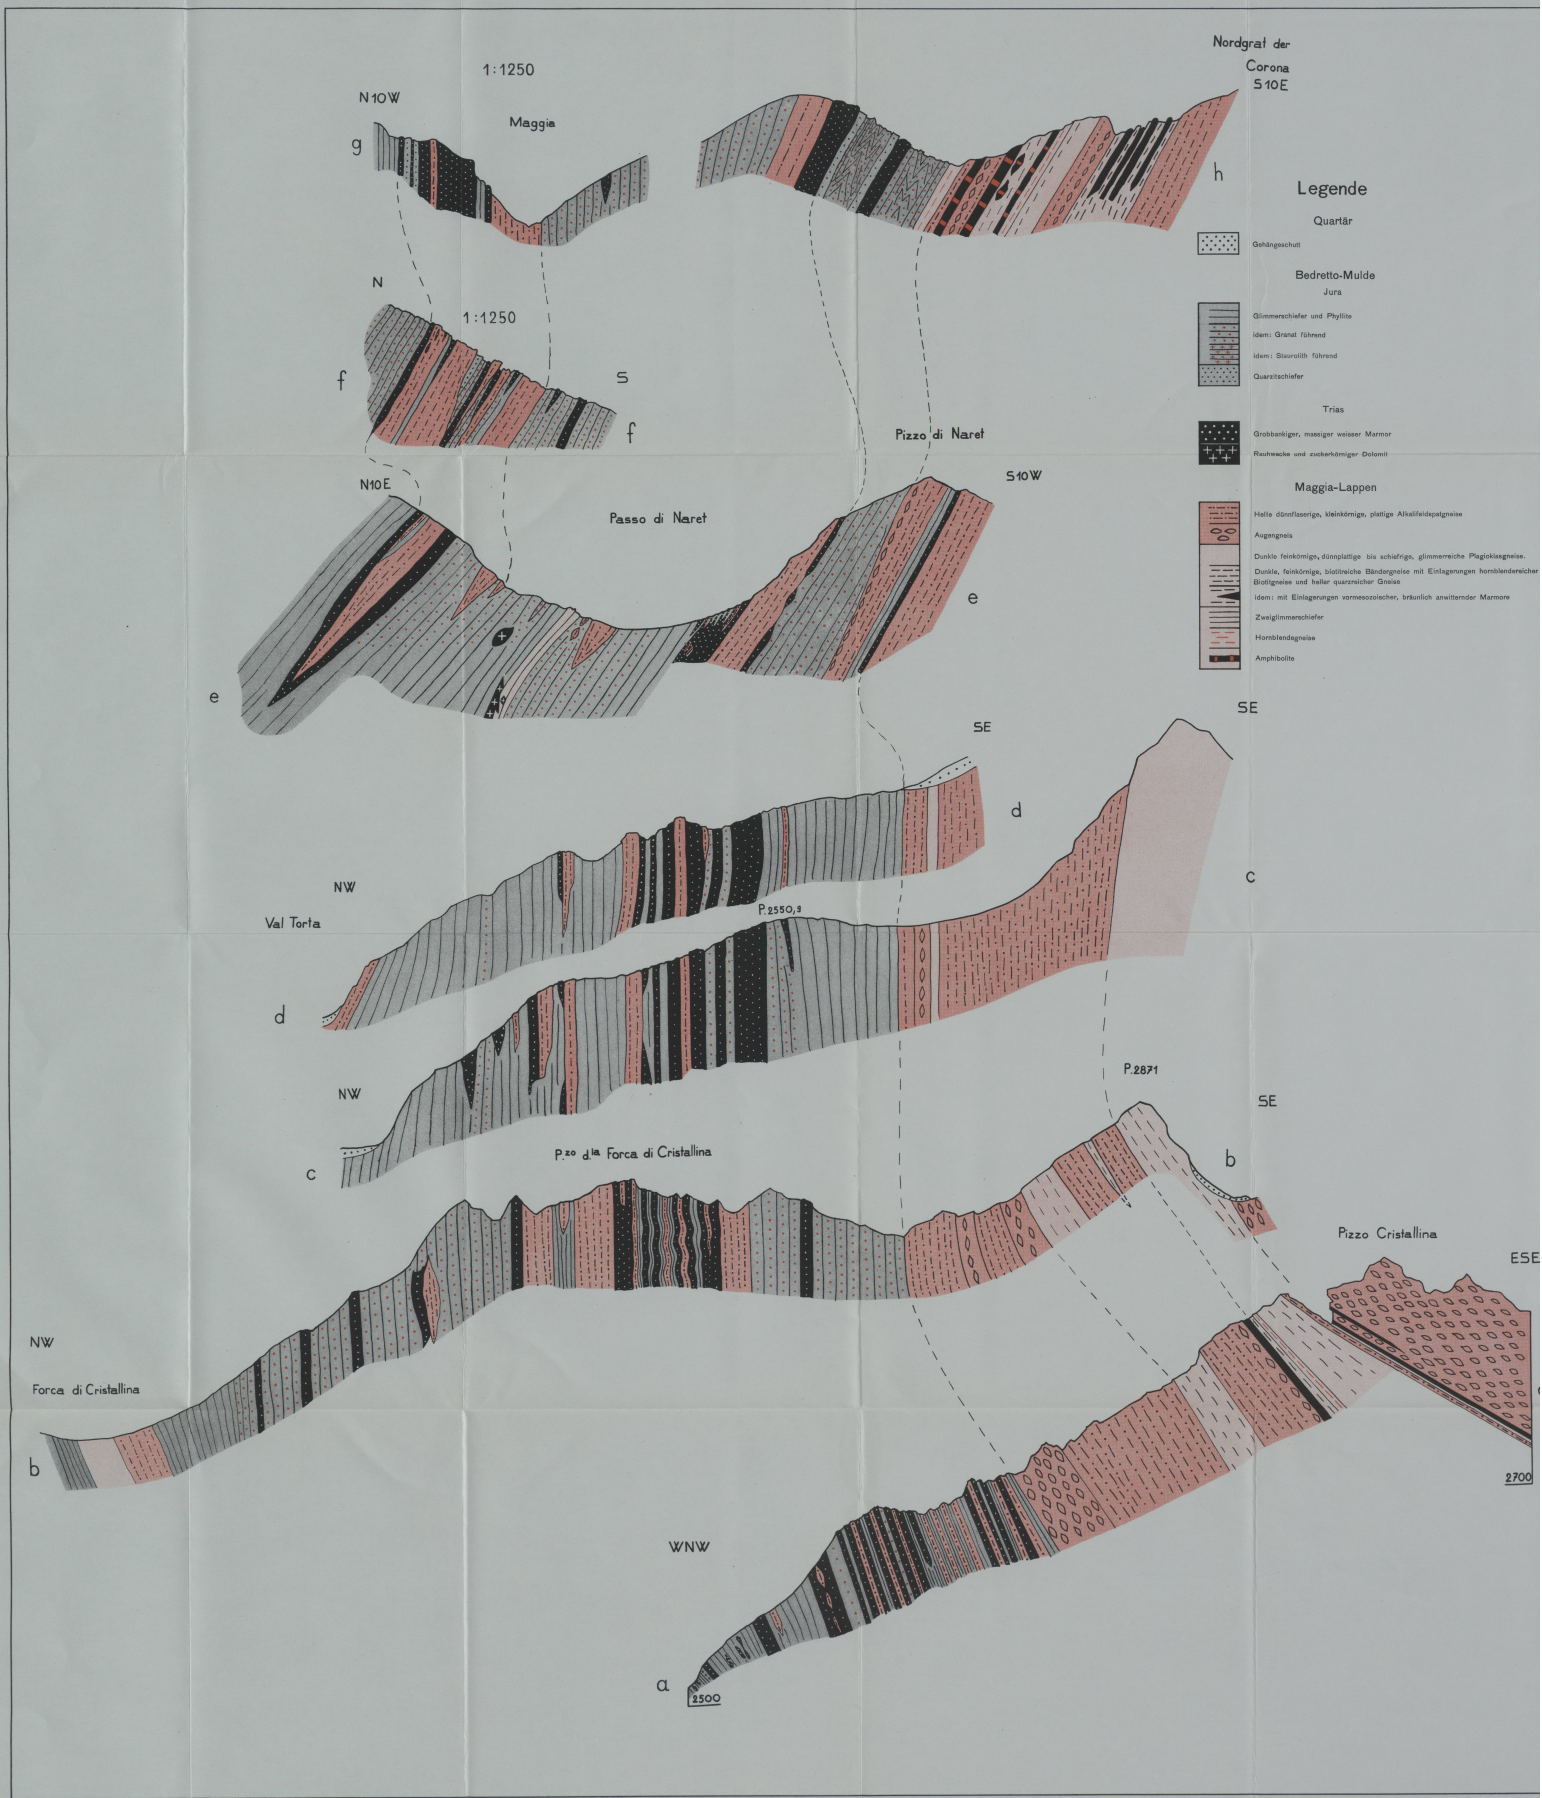 1:1250
N10W
Maggia
g
Nordgrat der
Corona
S10E
h
N
1:1250
f
S
f
Pizzo di Naret
N10E
Passo di Naret
S10W
e
e
SE
d
NW
Val Torta
P.2550,3
d
SE
c
NW
c
P.zo d.la Forca di Cristallina
P.2871
SE
b
NW
Forca di Cristallina
b
Pizzo Cristallina
ESE
2700
WNW
a
2500
Legende
Quartär
Gehängeschutt
Bedretto-Mulde
Jura
Glimmerschiefer und Phyllite
idem: Granat führend
idem: Staurolith führend
Quarzitschiefer
Trias
Grobbankiger, massiger weisser Marmor
Rauhwacke und zuckerkörniger Dolomit
Maggia-Lappen
Helle dünnflaserige, kleinkörnige, plattige Alkalifeldspatgneise
Augengneis
Dunkle feinkörnige, dünnplattige bis schiefrige, glimmerreiche Plagioklasgneise.
Dunkle, feinkörnige, biotitreiche Bändergneise mit Einlagerungen hornblendereicher
Biotitgneise und heller quarzreicher Gneise
idem: mit Einlagerungen vormesozoischer, bräunlich anwitternder Marmore
Zweiglimmerschiefer
Hornblendegneise
Amphibolite